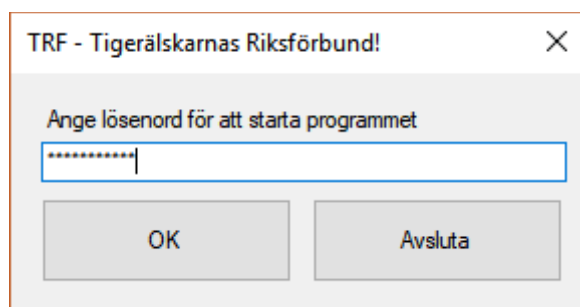 TRF - Tigerälskarnas Riksförbund!
Ange lösenord för att starta programmet
***********
OK
Avsluta